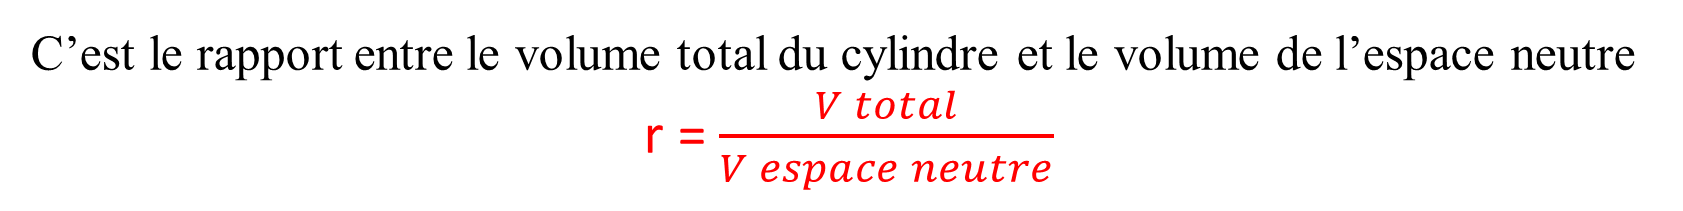 C’est le rapport entre le volume total du cylindre et le volume de l’espace neutre
r = V total / V espace neutre